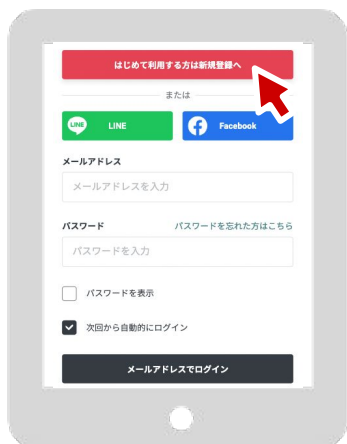 はじめて利用する方は新規登録へ
または
LINE LINE
Facebook
メールアドレス
メールアドレスを入力
パスワード パスワードを忘れた方はこちら
パスワードを入力
パスワードを表示
次回から自動的にログイン
メールアドレスでログイン